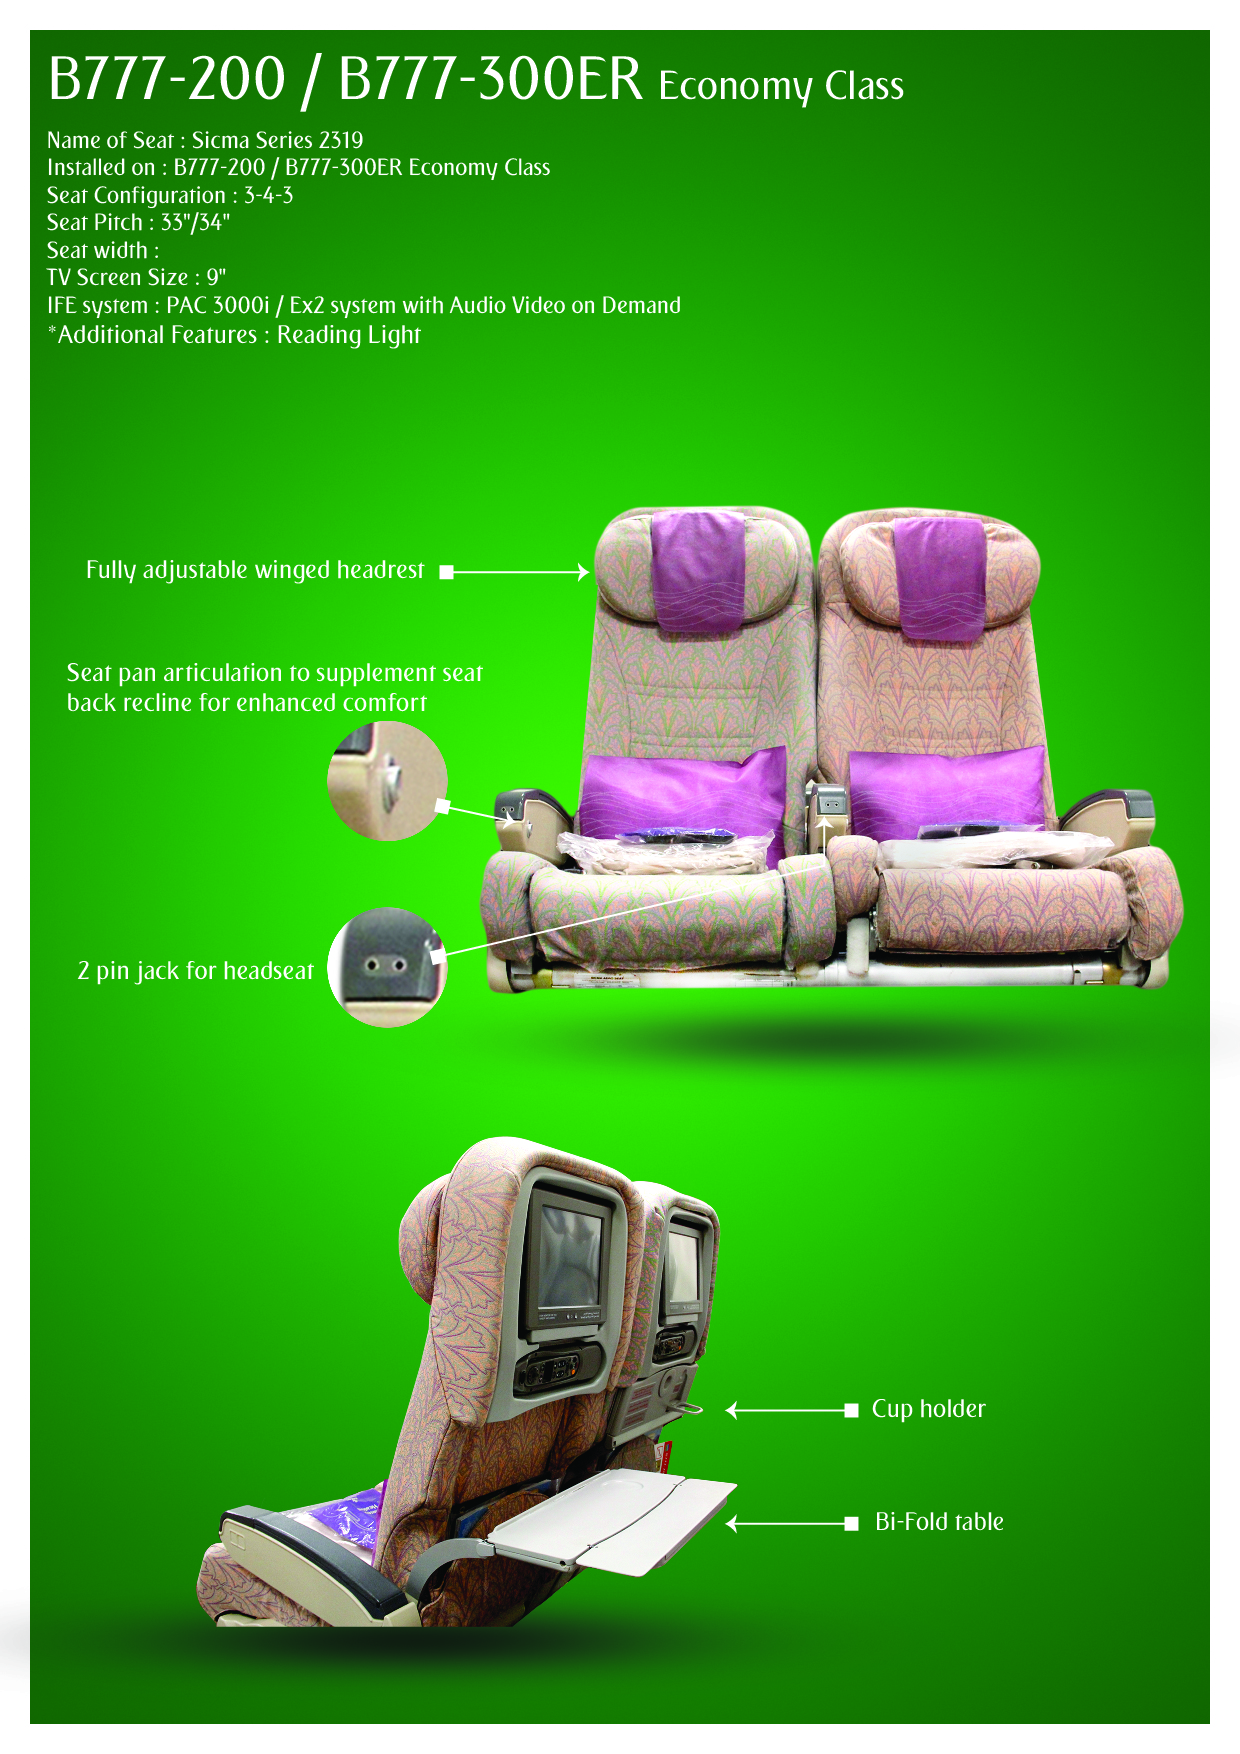 B777-200 / B777-300ER Economy Class
Name of Seat : Sicma Series 2319
Installed on : B777-200 / B777-300ER Economy Class
Seat Configuration : 3-4-3
Seat Pitch : 33"/34"
Seat width :
TV Screen Size : 9"
IFE system : PAC 3000i / Ex2 system with Audio Video on Demand
*Additional Features : Reading Light
Fully adjustable winged headrest
Seat pan articulation to supplement seat
back recline for enhanced comfort
2 pin jack for headseat
Cup holder
Bi-Fold table